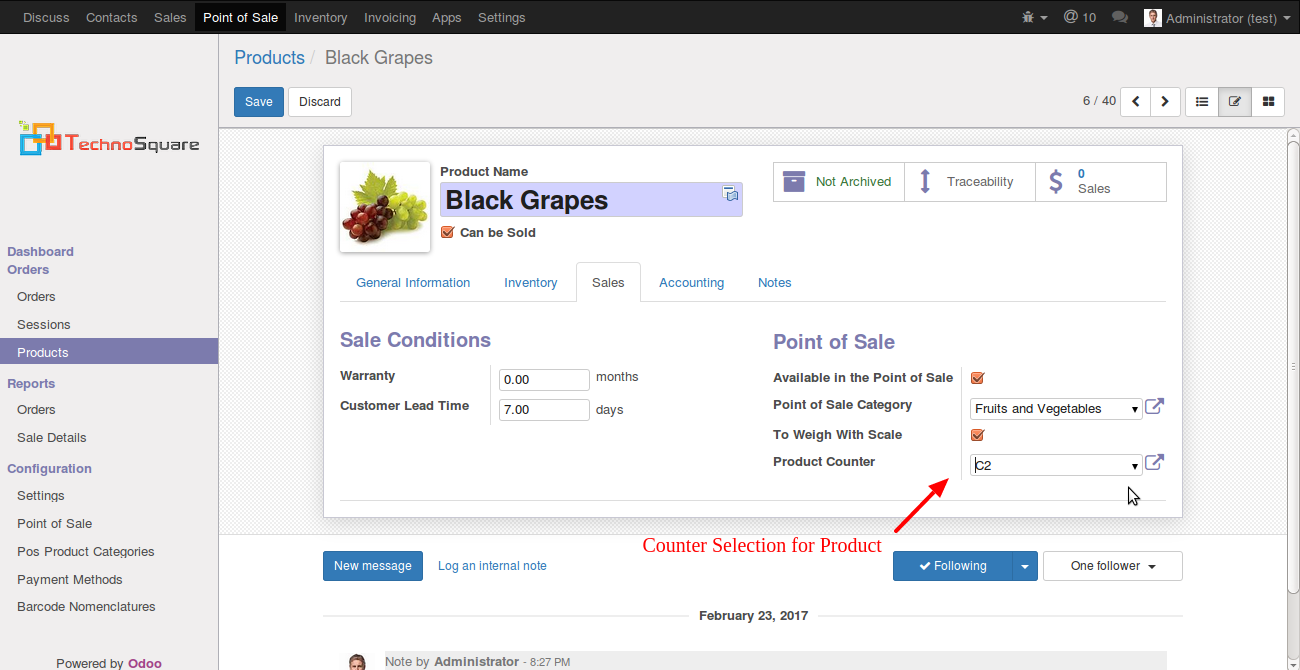 Discuss Contacts Sales Point of Sale Inventory Invoicing Apps Settings @ 10 Administrator (test)
Products / Black Grapes
Save Discard 6 / 40
TechnoSquare
Dashboard
Orders
Orders
Sessions
Products
Reports
Orders
Sale Details
Configuration
Settings
Point of Sale
Pos Product Categories
Payment Methods
Barcode Nomenclatures
Powered by Odoo
Product Name
Black Grapes
Can be Sold
Not Archived Traceability $ 0 Sales
General Information Inventory Sales Accounting Notes
Sale Conditions
Warranty 0.00 months
Customer Lead Time 7.00 days
Point of Sale
Available in the Point of Sale
Point of Sale Category Fruits and Vegetables
To Weigh With Scale
Product Counter C2
Counter Selection for Product
New message Log an internal note Following One follower
February 23, 2017
Note by Administrator - 8:27 PM